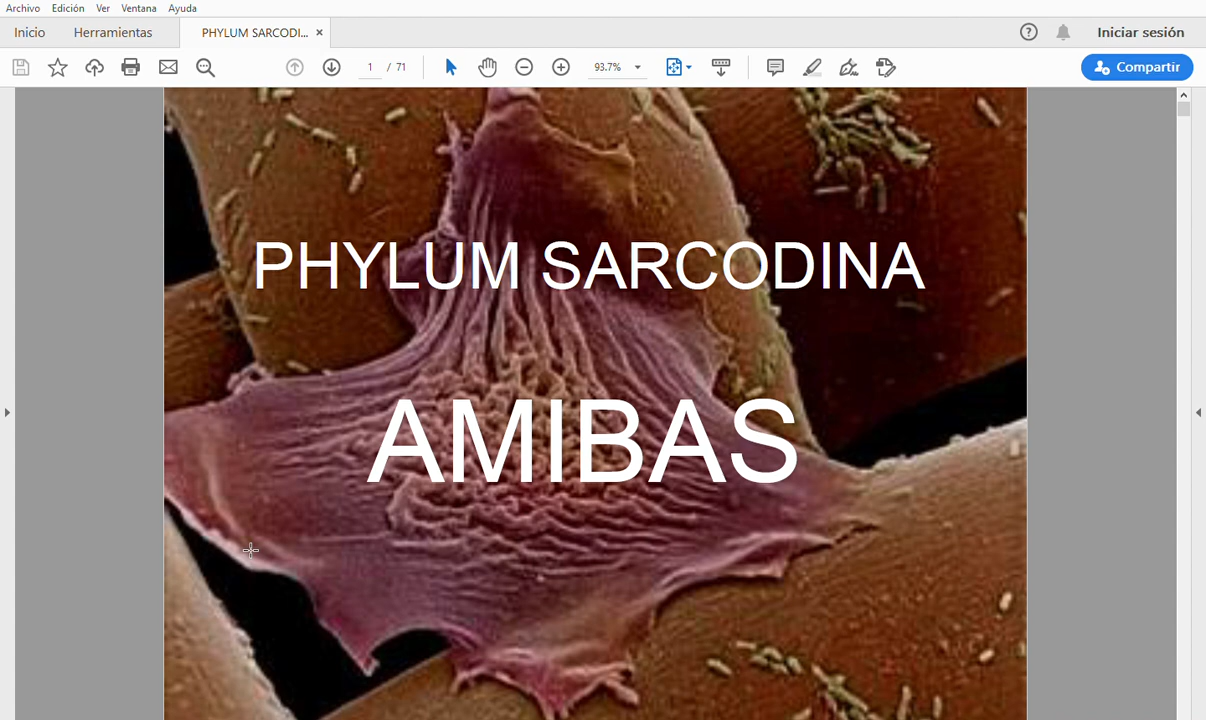 Archivo Edición Ver Ventana Ayuda
Inicio Herramientas PHYLUM SARCODI... × ? Iniciar sesión
1 / 71 93.7% Compartir
PHYLUM SARCODINA
AMIBAS